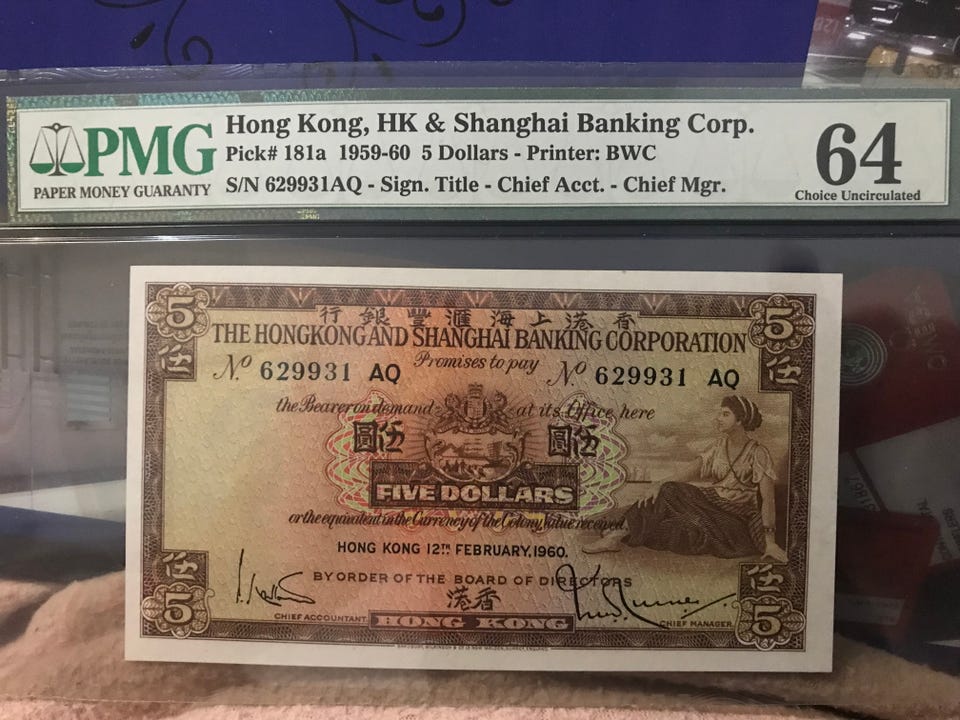 PMG
PAPER MONEY GUARANTY
Hong Kong, HK & Shanghai Banking Corp.
Pick# 181a 1959-60 5 Dollars - Printer: BWC
S/N 629931AQ - Sign. Title - Chief Acct. - Chief Mgr.
64
Choice Uncirculated
5 伍
5 伍
行銀豐滙海上港香
THE HONGKONG AND SHANGHAI BANKING CORPORATION
Promises to pay
No 629931 AQ
No 629931 AQ
the Bearer on demand at its Office here
圓伍
圓伍
FIVE DOLLARS
or the equivalent in the Currency of the Colony, value received.
HONG KONG 12TH FEBRUARY, 1960.
BY ORDER OF THE BOARD OF DIRECTORS
港香
CHIEF ACCOUNTANT
HONG KONG
CHIEF MANAGER
伍 5
伍 5